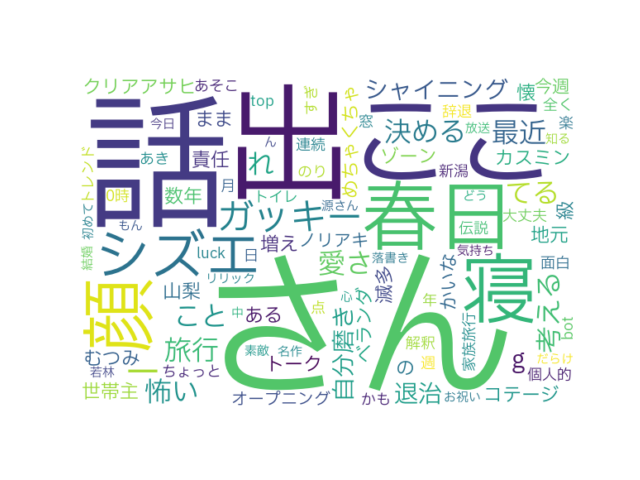 クリアアサヒ
あそこ
top
すぎ
シャイニング
懐
今週
全く
トレンド
今日
まま
連続
ん
めちゃくちゃ
窓
辞退
放送
決める
最近
楽
知る
話
出
ここ
あき
責任
れ
のり
ゾーン
カスミン
初めて
0時
数年
月
トイレ
新潟
てる
級
もん
ガッキー
源さん
春日
どう
伝説
大丈夫
地元
結婚
シズエ
luck
日
増え
ノリアキ
落書き
滅多
気持ち
面白
顔
リリック
愛さ
かいな
寝
考える
bot
山梨
中
ある
点
心
ベランダ
年
家族旅行
こと
さん
自分磨き
解釈
の
g
だらけ
むつみ
ー
旅行
素敵
名作
週
個人的
若林
ちょっと
トーク
世帯主
怖い
オープニング
かも
退治
お祝い
コテージ